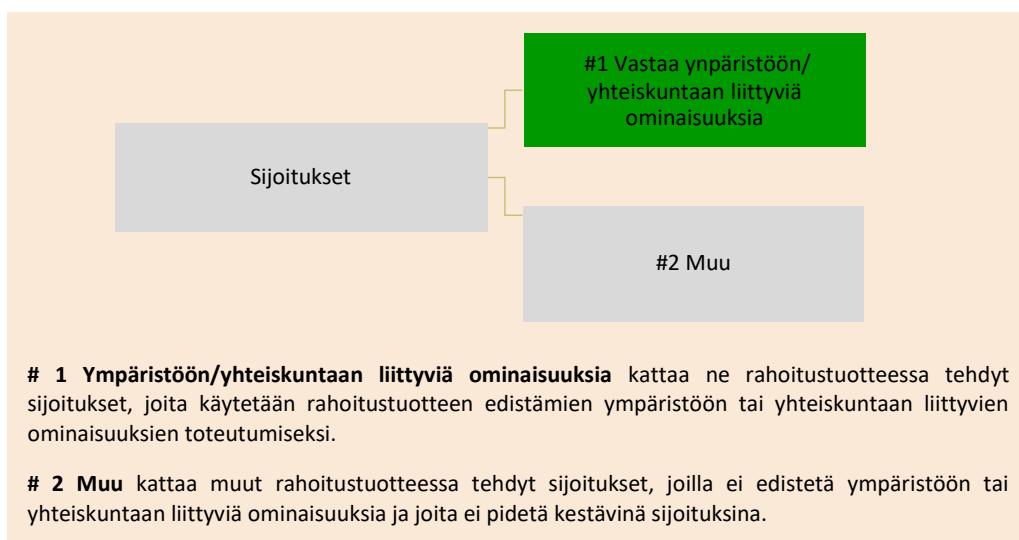 #1 Vastaa ynpäristöön/
yhteiskuntaan liittyviä
ominaisuuksia
Sijoitukset
#2 Muu
# 1 Ympäristöön/yhteiskuntaan liittyviä ominaisuuksia kattaa ne rahoitustuotteessa tehdyt
sijoitukset, joita käytetään rahoitustuotteen edistämien ympäristöön tai yhteiskuntaan liittyvien
ominaisuuksien toteutumiseksi.
# 2 Muu kattaa muut rahoitustuotteessa tehdyt sijoitukset, joilla ei edistetä ympäristöön tai
yhteiskuntaan liittyviä ominaisuuksia ja joita ei pidetä kestävinä sijoituksina.